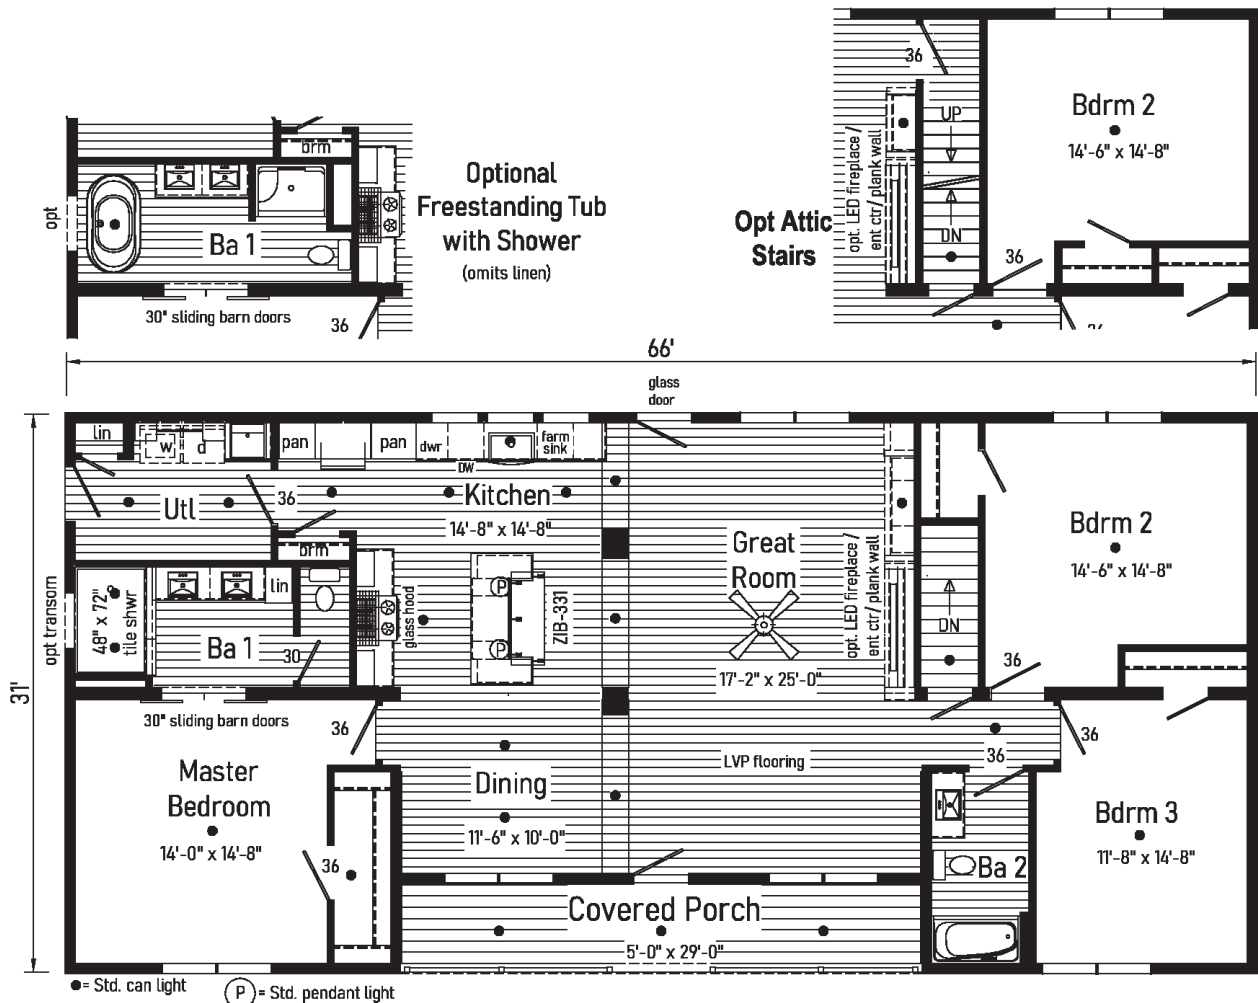 brm
opt
Ba 1
30" sliding barn doors
36
Optional
Freestanding Tub
with Shower
(omits linen)
Opt Attic
Stairs
opt. LED fireplace /
ent ctr/ plank wall
36
UP
DN
36
Bdrm 2
14'-6" x 14'-8"
66'
glass
door
31'
lin
w
d
pan
pan
dwr
DW
farm
sink
Utl
36
Kitchen
14'-8" x 14'-8"
brm
opt transom
48" x 72"
tile shwr
lin
Ba 1
30
glass hood
P
P
ZIB-331
Great
Room
17'-2" x 25'-0"
opt. LED fireplace /
ent ctr/ plank wall
DN
Bdrm 2
14'-6" x 14'-8"
36
30" sliding barn doors
36
Master
Bedroom
14'-0" x 14'-8"
36
Dining
11'-6" x 10'-0"
LVP flooring
36
36
Ba 2
Bdrm 3
11'-8" x 14'-8"
Covered Porch
5'-0" x 29'-0"
= Std. can light
P = Std. pendant light